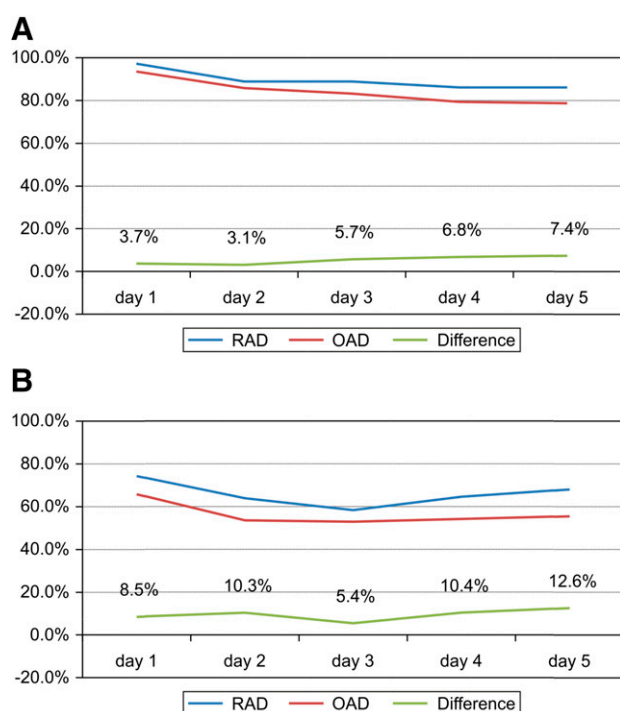 A
100.0%
80.0%
60.0%
40.0%
20.0%
3.7% 3.1% 5.7% 6.8% 7.4%
0.0%
day 1 day 2 day 3 day 4 day 5
-20.0%
RAD OAD Difference
B
100.0%
80.0%
60.0%
40.0%
20.0%
8.5% 10.3% 5.4% 10.4% 12.6%
0.0%
day 1 day 2 day 3 day 4 day 5
-20.0%
RAD OAD Difference